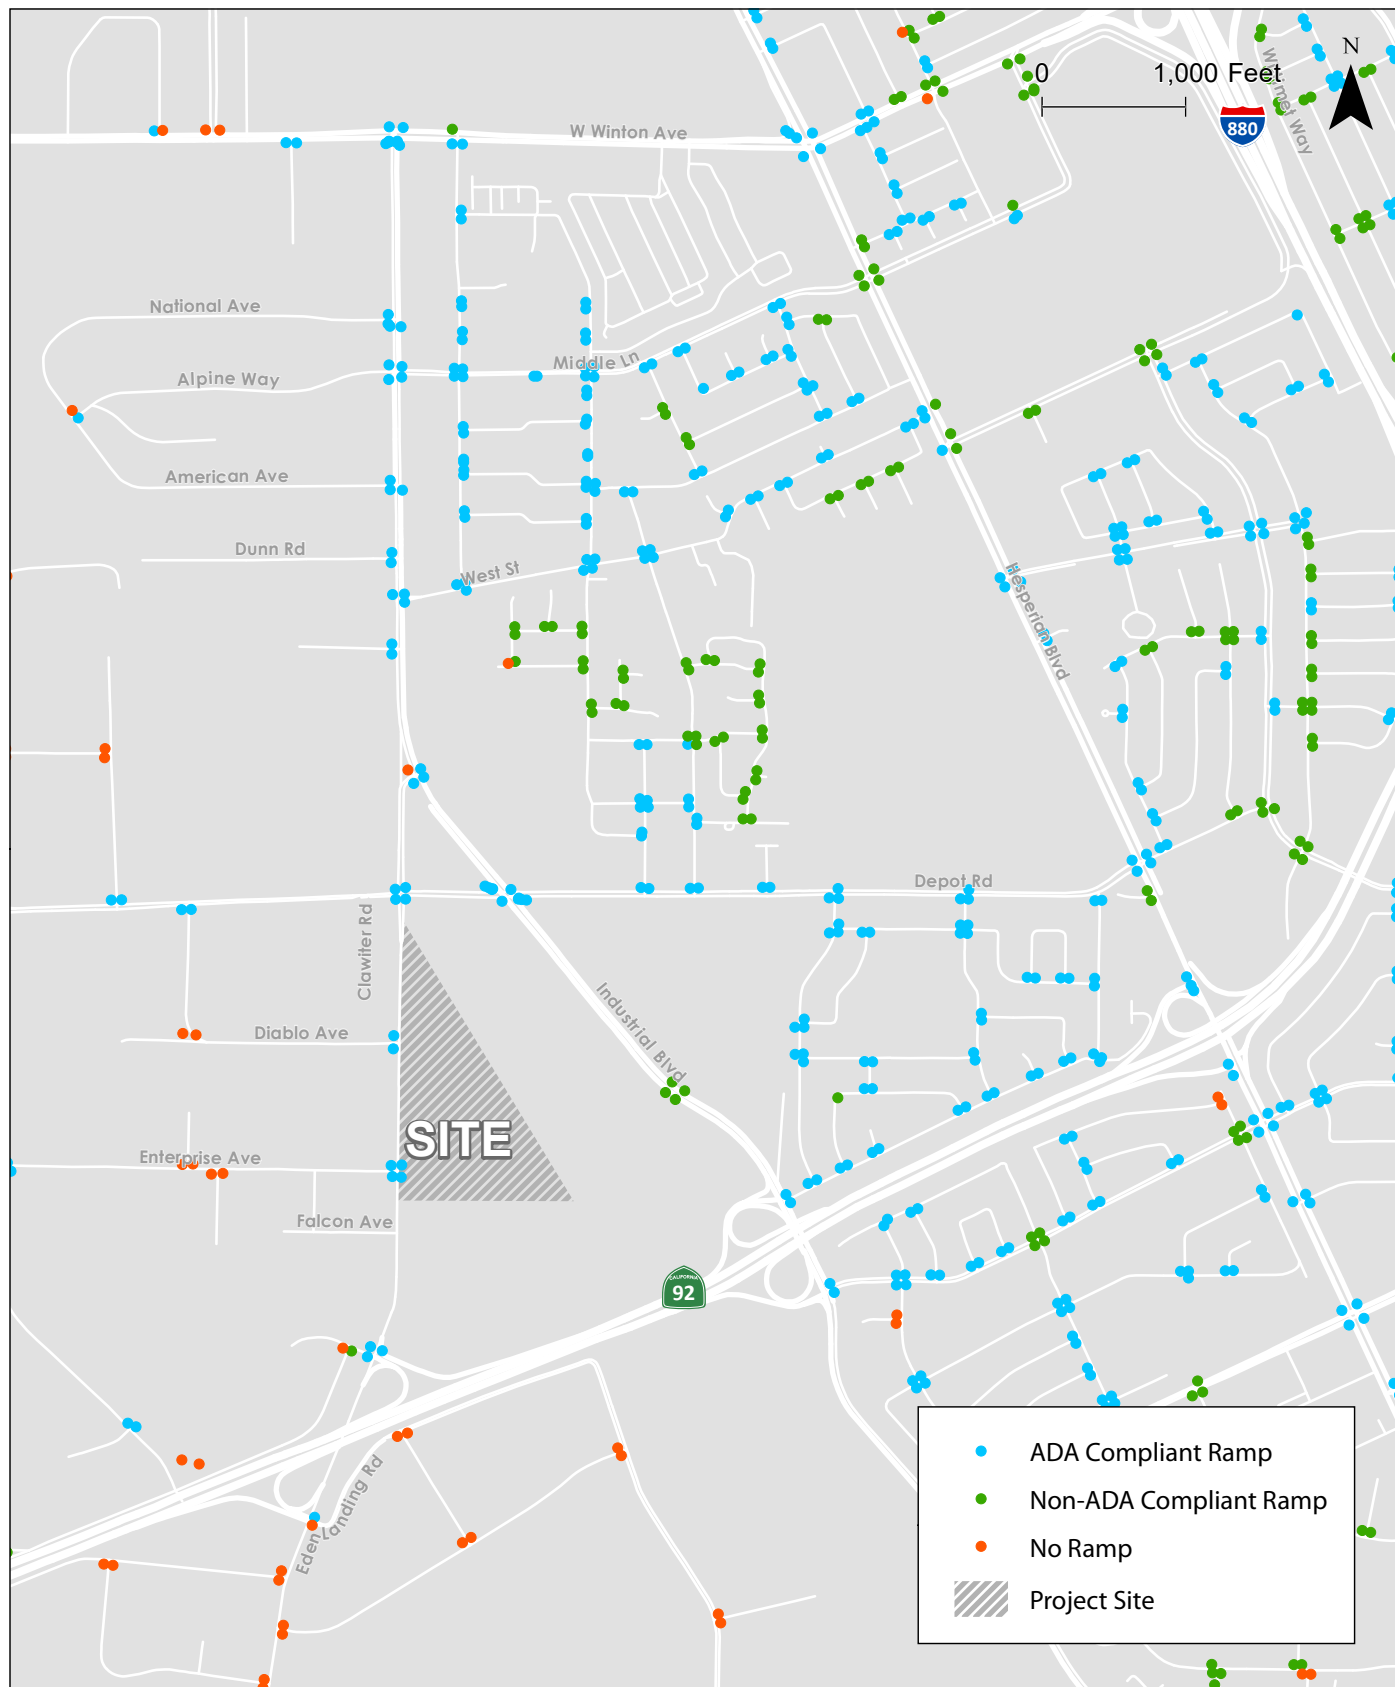 N
0 1,000 Feet
Winmet Way
880
W Winton Ave
National Ave
Middle Ln
Alpine Way
American Ave
Dunn Rd
West St
Hesperian Blvd
Depot Rd
Clawiter Rd
Industrial Blvd
Diablo Ave
SITE
Enterprise Ave
Falcon Ave
CALIFORNIA
92
Eden Landing Rd
ADA Compliant Ramp
Non-ADA Compliant Ramp
No Ramp
Project Site